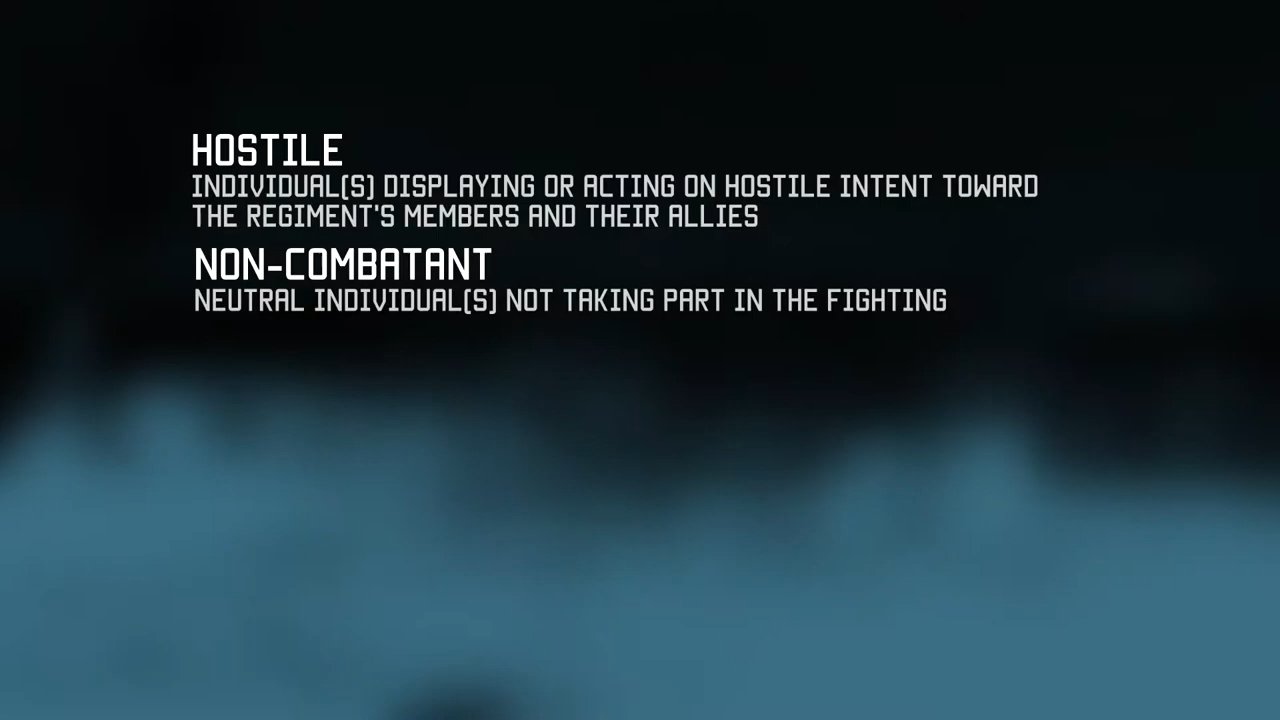 HOSTILE
INDIVIDUAL(S) DISPLAYING OR ACTING ON HOSTILE INTENT TOWARD
THE REGIMENT'S MEMBERS AND THEIR ALLIES
NON-COMBATANT
NEUTRAL INDIVIDUAL(S) NOT TAKING PART IN THE FIGHTING